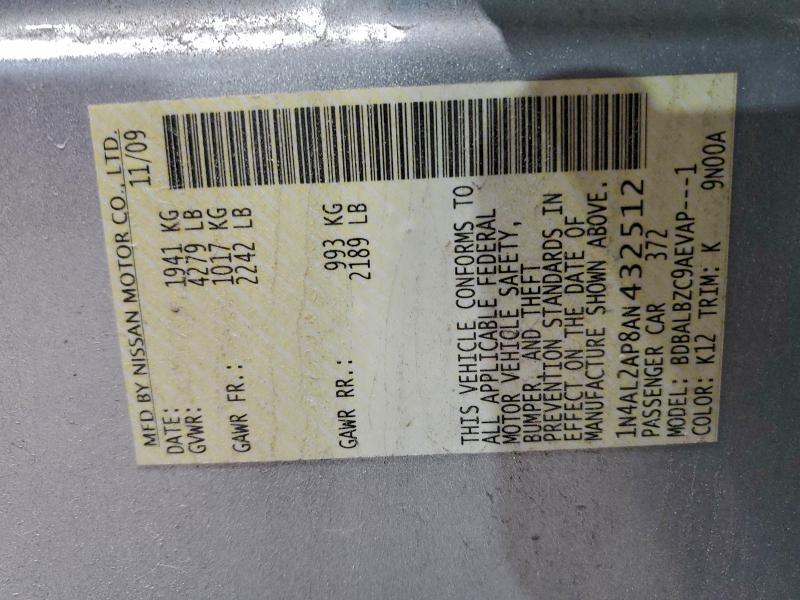 MFD BY NISSAN MOTOR CO., LTD.
DATE: 11/09
GVWR: 1941 KG
4279 LB
GAWR FR.: 1017 KG
2242 LB
GAWR RR.: 993 KG
2189 LB
THIS VEHICLE CONFORMS TO
ALL APPLICABLE FEDERAL
MOTOR VEHICLE SAFETY,
BUMPER, AND THEFT
PREVENTION STANDARDS IN
EFFECT ON THE DATE OF
MANUFACTURE SHOWN ABOVE.
1N4AL2AP8AN432512
PASSENGER CAR 372
MODEL: BDBALBZC9AEVAP---1
COLOR: K12 TRIM: K 9N00A